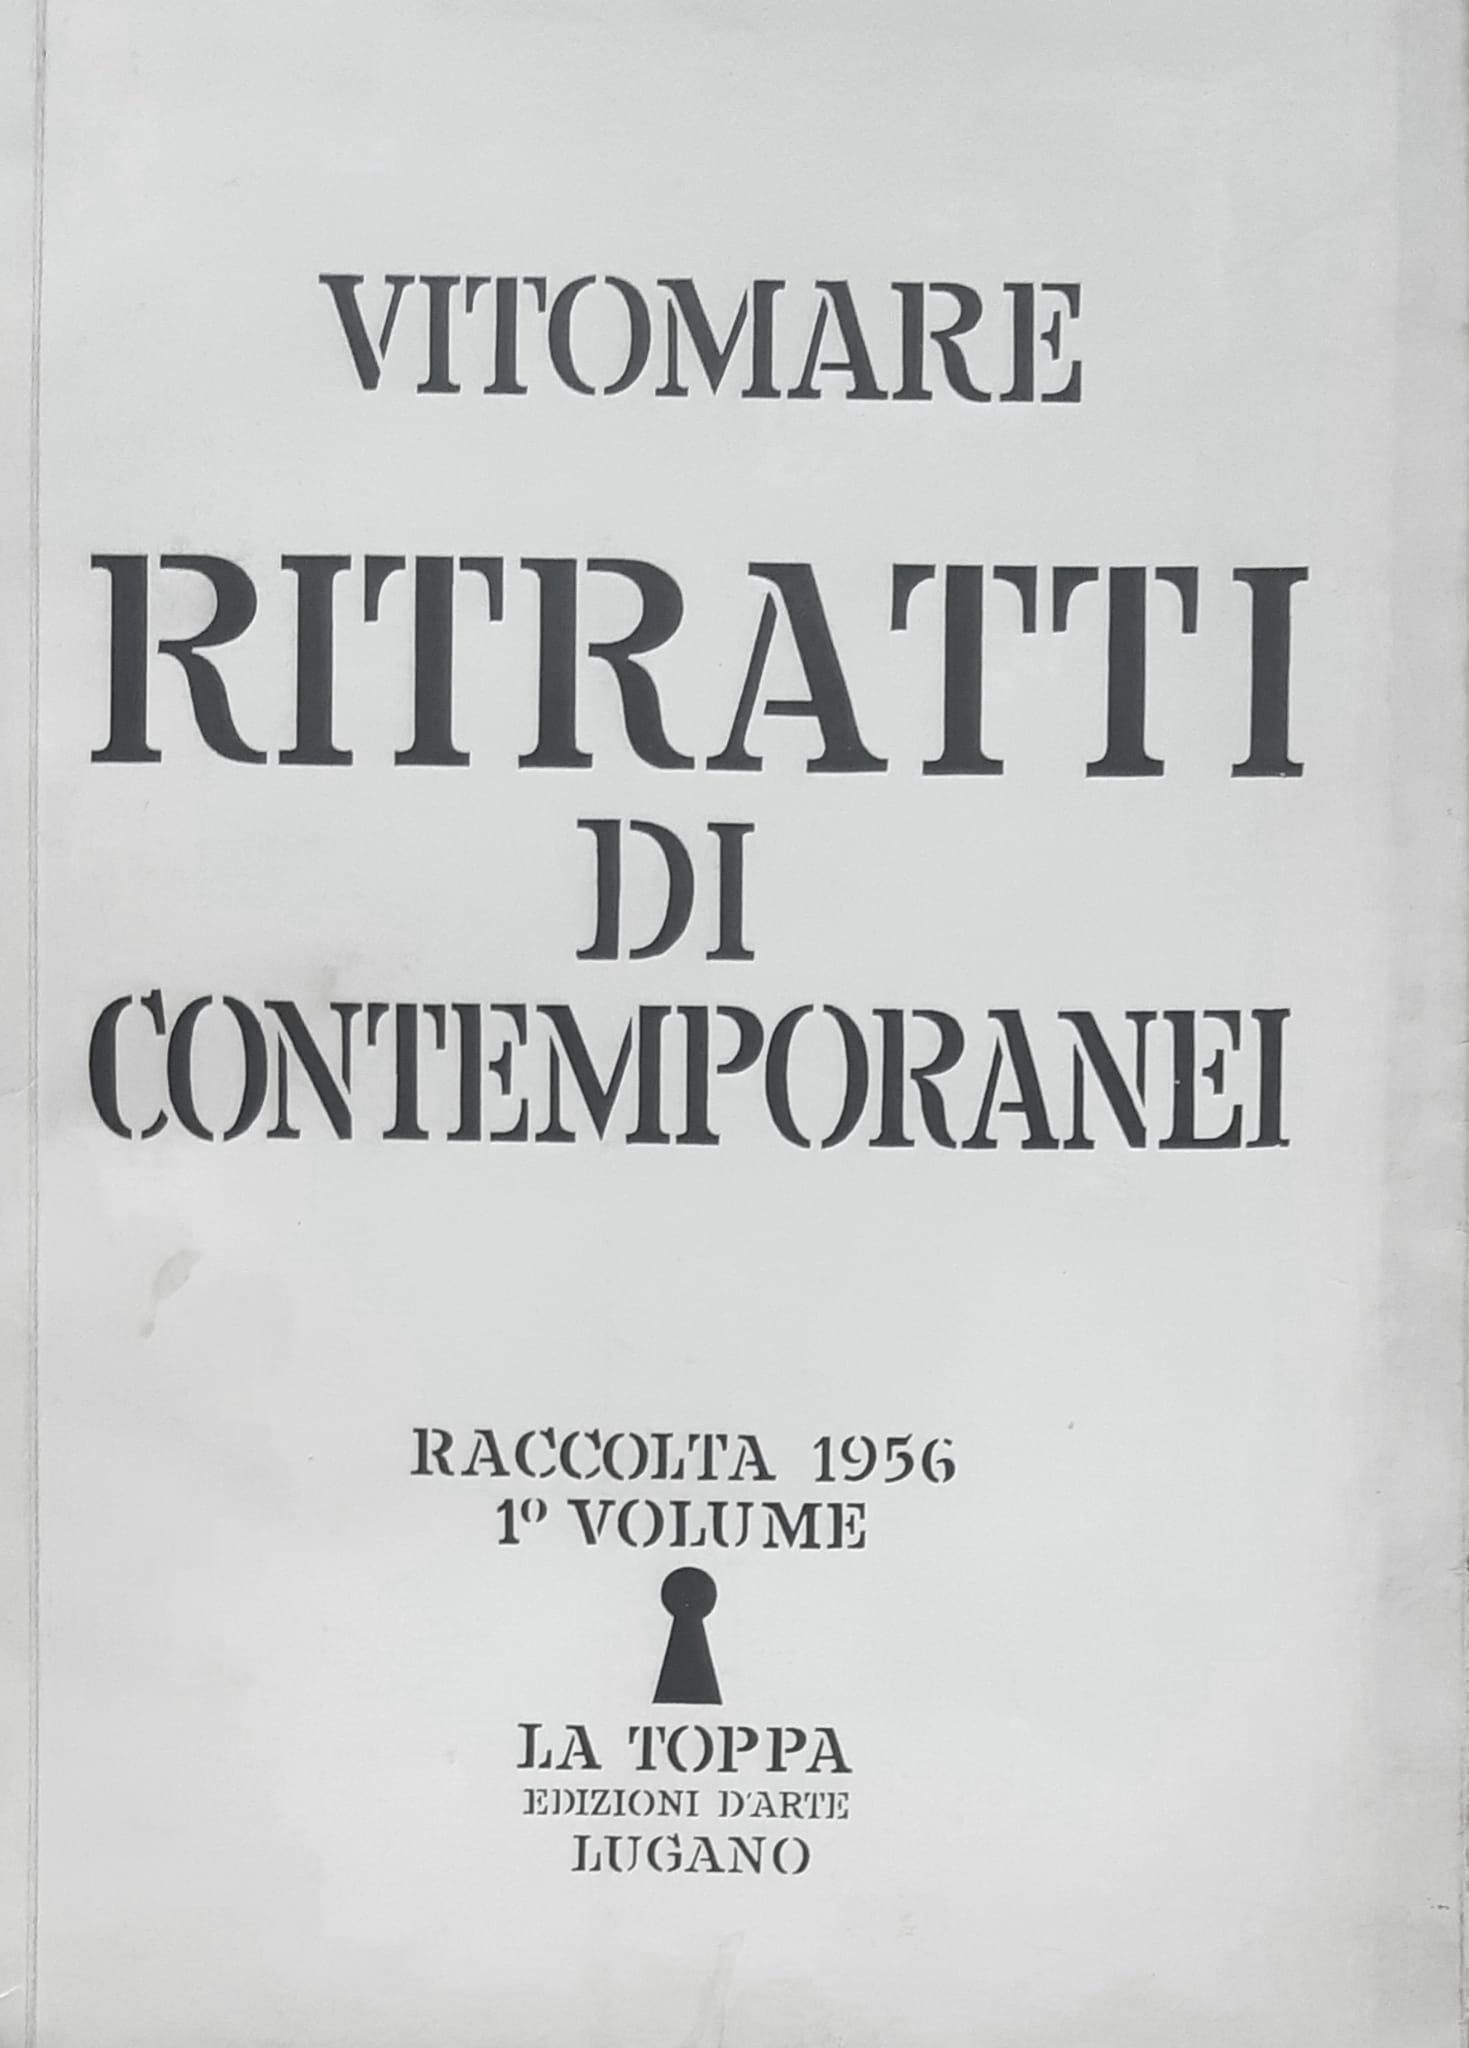 VITOMARE
RITRATTI
DI
CONTEMPORANEI
RACCOLTA 1956
1º VOLUME
LA TOPPA
EDIZIONI D'ARTE
LUGANO